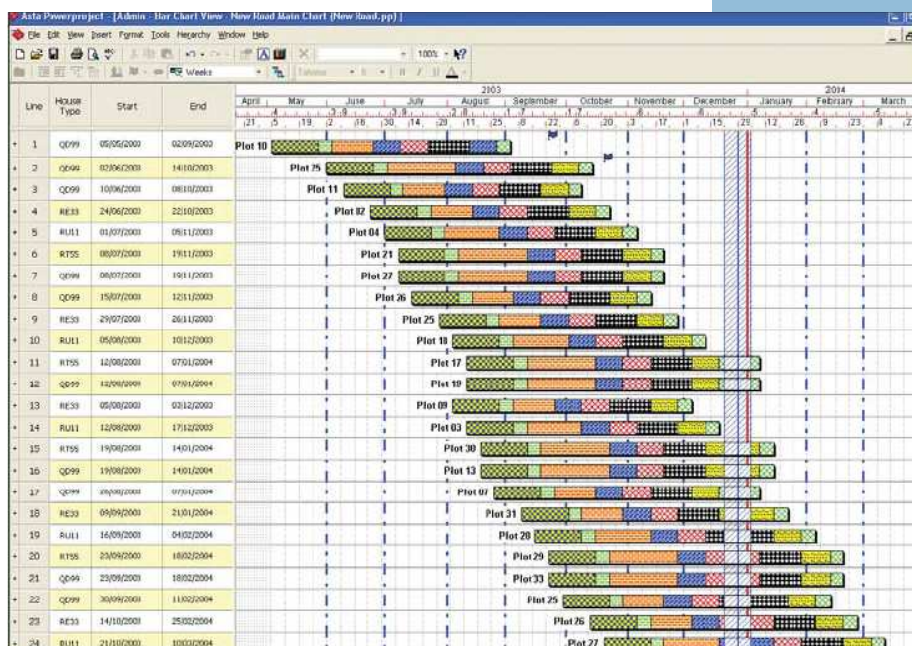 Asta Powerproject - [Admin - Bar Chart View - New Road Main Chart (New Road.pp) ]
File Edit View Insert Format Tools Hierarchy Window Help
100%
Weeks
Line House Type Start End
2003 2004
April May June July August September October November December January February March
1 QD99 05/05/2003 02/09/2003 Plot 10
2 QD99 02/06/2003 14/10/2003 Plot 25
3 QD99 10/06/2003 08/10/2003 Plot 11
4 RE33 24/06/2003 22/10/2003 Plot 02
5 RU11 01/07/2003 05/11/2003 Plot 04
6 RT55 08/07/2003 19/11/2003 Plot 21
7 QD99 08/07/2003 19/11/2003 Plot 27
8 QD99 15/07/2003 12/11/2003 Plot 26
9 RE33 29/07/2003 26/11/2003 Plot 25
10 RU11 05/08/2003 10/12/2003 Plot 18
11 RT55 12/08/2003 07/01/2004 Plot 17
12 QD99 12/08/2003 07/01/2004 Plot 19
13 RE33 05/08/2003 03/12/2003 Plot 09
14 RU11 12/08/2003 17/12/2003 Plot 03
15 RT55 19/08/2003 14/01/2004 Plot 30
16 QD99 19/08/2003 14/01/2004 Plot 13
17 QD99 26/08/2003 07/01/2004 Plot 07
18 RE33 09/09/2003 21/01/2004 Plot 31
19 RU11 16/09/2003 04/02/2004 Plot 28
20 RT55 23/09/2003 18/02/2004 Plot 29
21 QD99 23/09/2003 18/02/2004 Plot 33
22 QD99 30/09/2003 11/02/2004 Plot 25
23 RE33 14/10/2003 25/02/2004 Plot 26
24 RU11 21/10/2003 10/03/2004 Plot 27